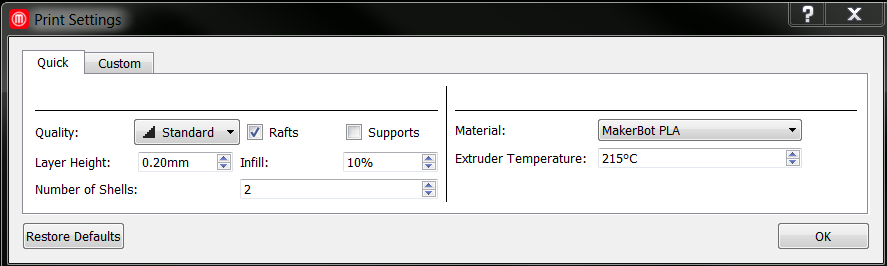 Print Settings
Quick Custom
Quality: Standard Rafts Supports
Layer Height: 0.20mm Infill: 10%
Number of Shells: 2
Material: MakerBot PLA
Extruder Temperature: 215ºC
Restore Defaults OK